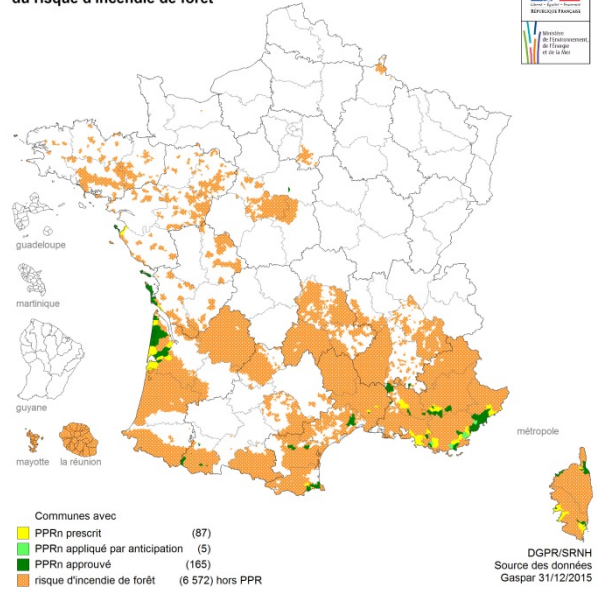 du risque d'incendie de forêt
Liberté • Égalité • Fraternité
RÉPUBLIQUE FRANÇAISE
Ministère
de l'Environnement,
de l'Énergie
et de la Mer
guadeloupe
martinique
guyane
métropole
mayotte la réunion
Communes avec
PPRn prescrit (87)
PPRn appliqué par anticipation (5)
PPRn approuvé (165)
risque d'incendie de forêt (6 572) hors PPR
DGPR/SRNH
Source des données
Gaspar 31/12/2015